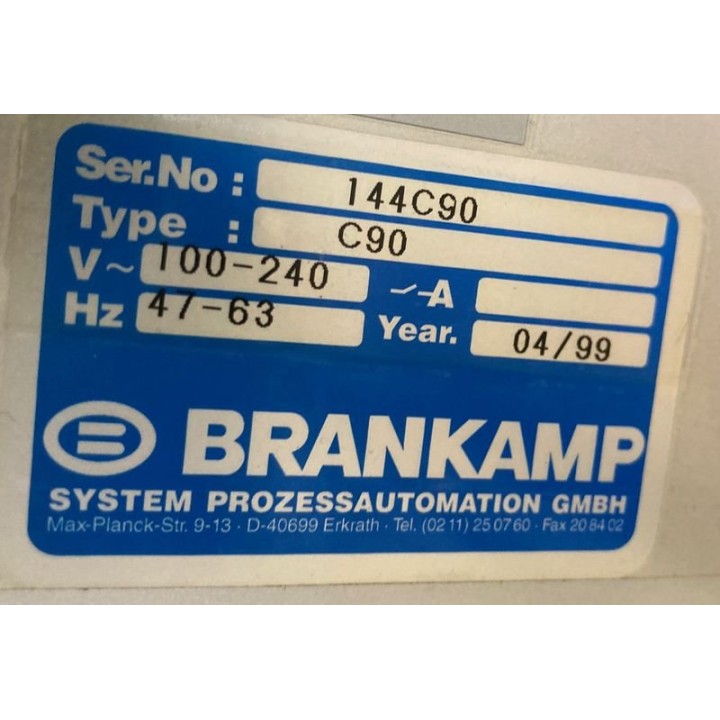 Ser.No : 144C90
Type : C90
V~ 100-240 A
Hz 47-63 Year. 04/99
B BRANKAMP
SYSTEM PROZESSAUTOMATION GMBH
Max-Planck-Str. 9-13 · D-40699 Erkrath · Tel. (02 11) 25 07 60 · Fax 20 84 02